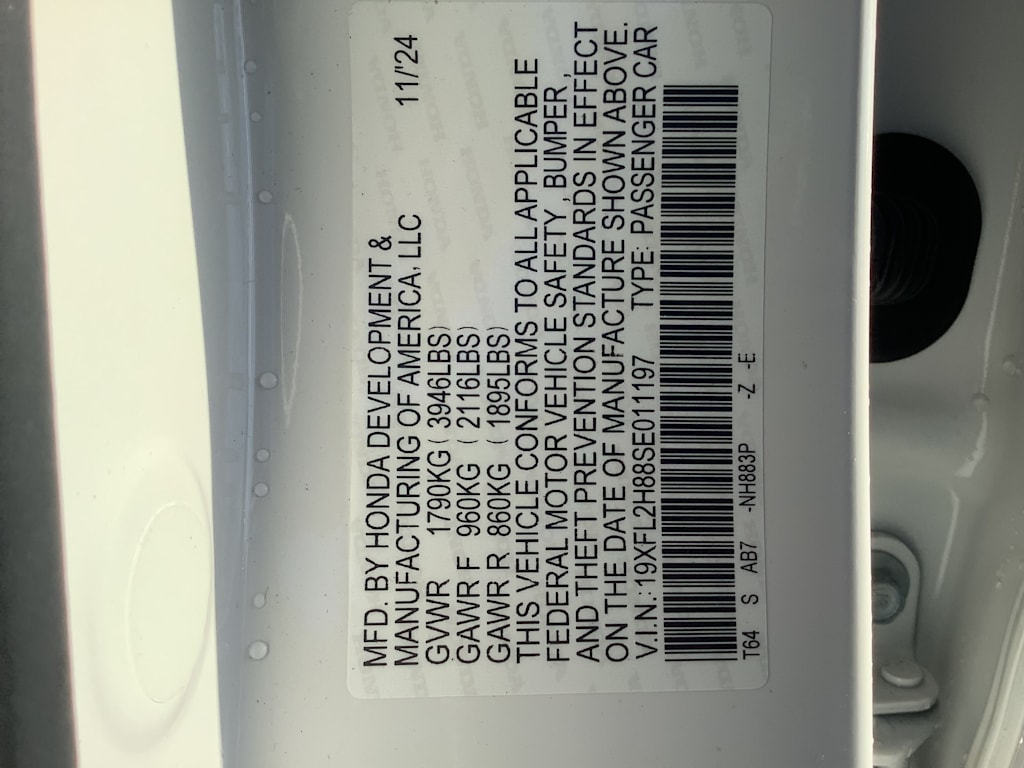 MFD. BY HONDA DEVELOPMENT &
MANUFACTURING OF AMERICA, LLC 11/'24
GVWR 1790KG ( 3946LBS)
GAWR F 960KG ( 2116LBS)
GAWR R 860KG ( 1895LBS)
THIS VEHICLE CONFORMS TO ALL APPLICABLE
FEDERAL MOTOR VEHICLE SAFETY , BUMPER ,
AND THEFT PREVENTION STANDARDS IN EFFECT
ON THE DATE OF MANUFACTURE SHOWN ABOVE.
V.I.N.:19XFL2H88SE011197 TYPE: PASSENGER CAR
T64 S AB7 -NH883P -Z -E